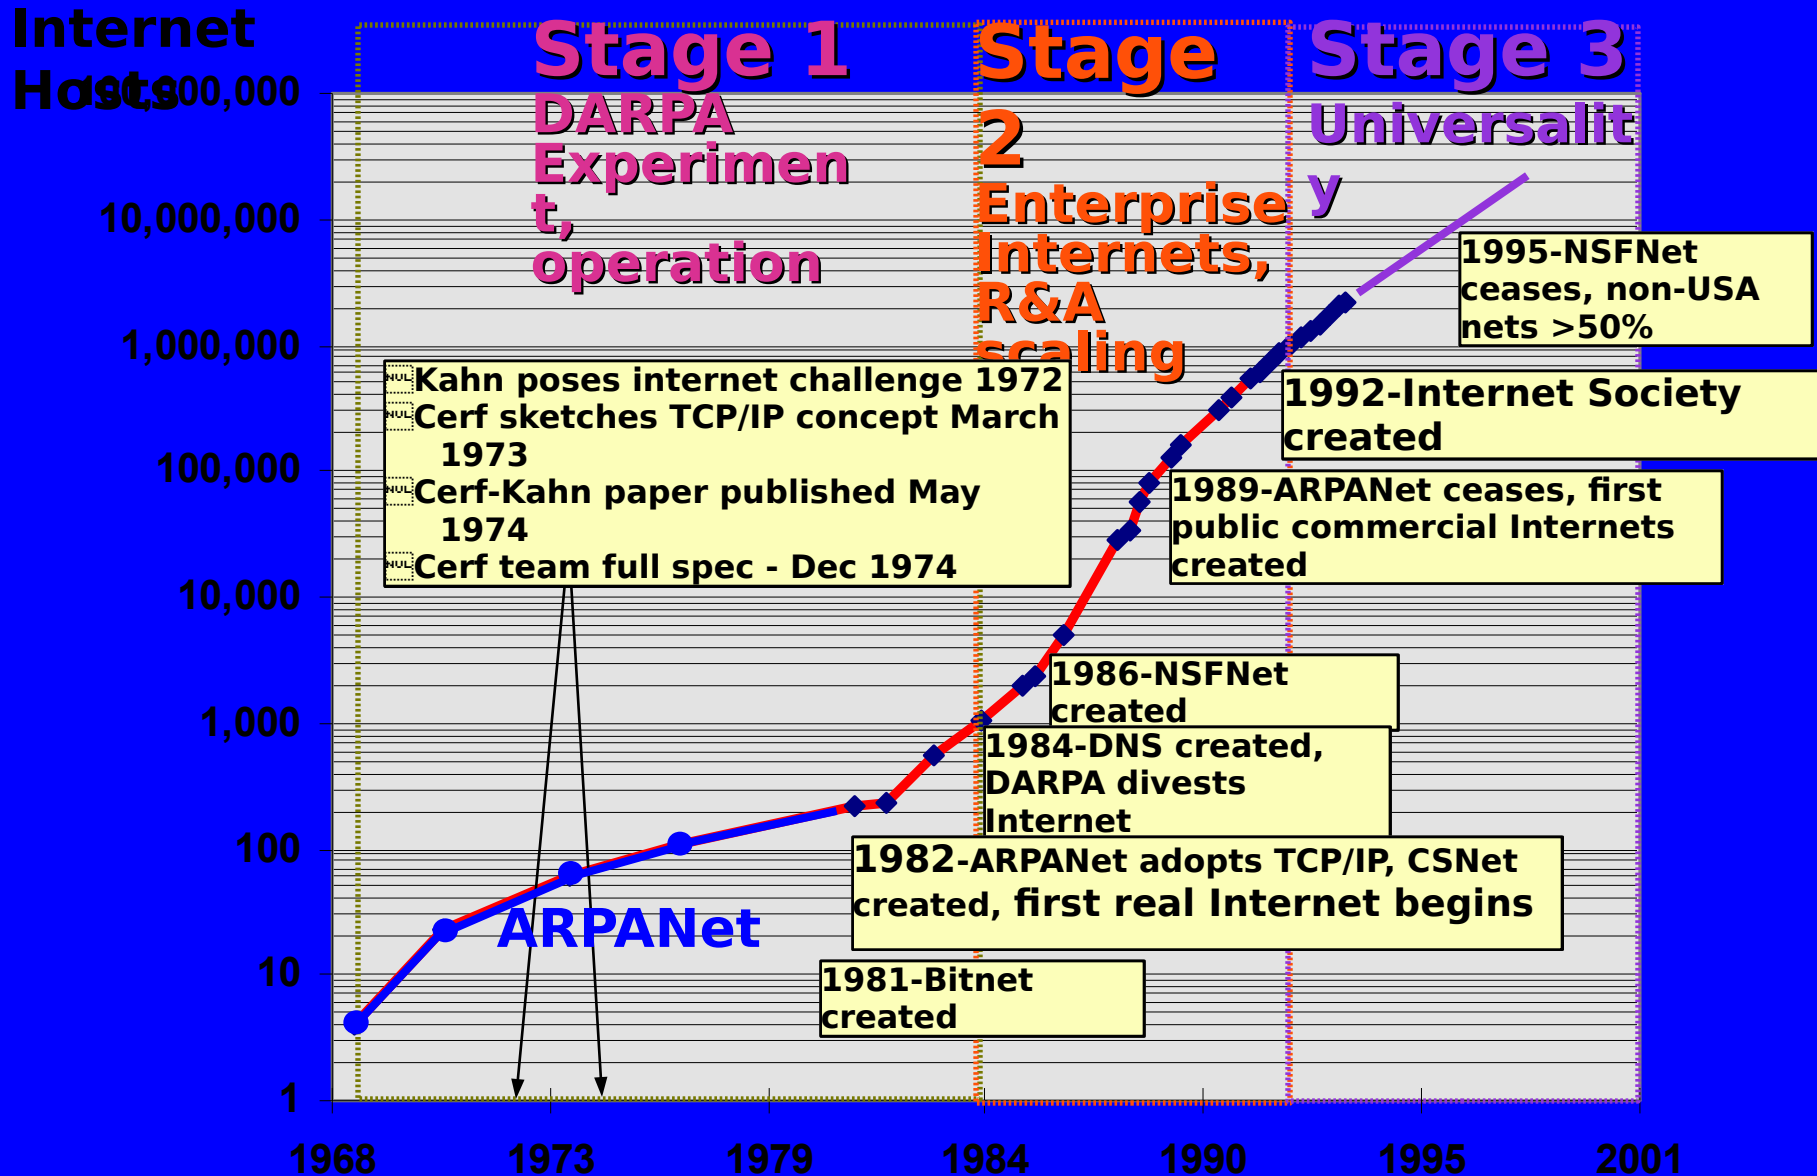 Internet
Hosts
Stage 1
DARPA
Experimen
t,
operation
Stage
2
Enterprise
Internets,
R&A
scaling
Stage 3
Universalit
y
100,000,000
10,000,000
1,000,000
100,000
10,000
1,000
100
10
1
1995-NSFNet
ceases, non-USA
nets >50%
Kahn poses internet challenge 1972
Cerf sketches TCP/IP concept March
1973
Cerf-Kahn paper published May
1974
Cerf team full spec - Dec 1974
1992-Internet Society
created
1989-ARPANet ceases, first
public commercial Internets
created
1986-NSFNet
created
1984-DNS created,
DARPA divests
Internet
1982-ARPANet adopts TCP/IP, CSNet
created, first real Internet begins
ARPANet
1981-Bitnet
created
1968
1973
1979
1984
1990
1995
2001